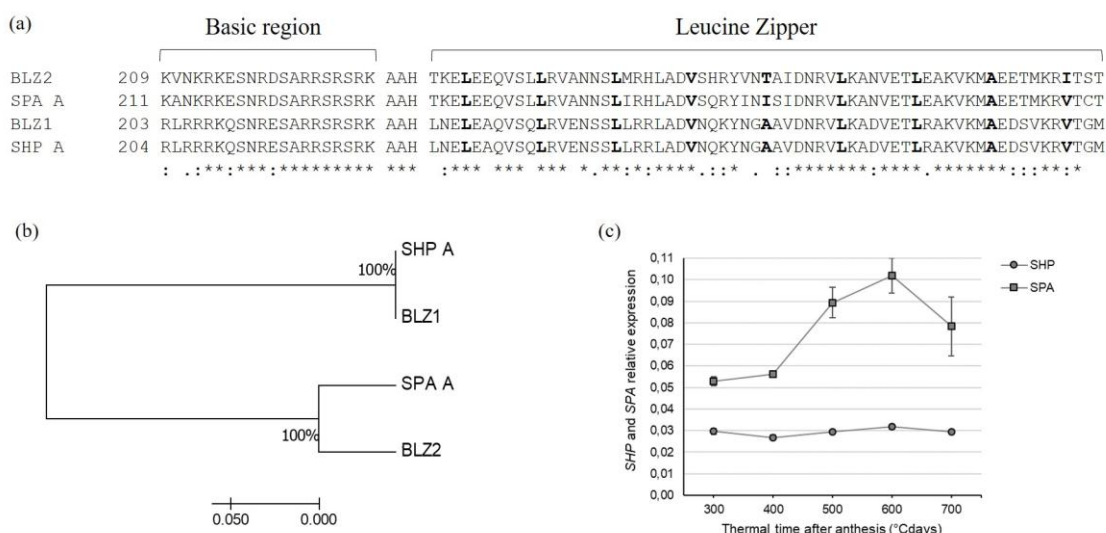 (a)
Basic region Leucine Zipper
BLZ2 209 KVNKRKESNRDSARRSRSRK AAH TKELEEQVSLLRVANNSLMRHLADVSHRYVNTAIDNRVLKANVETLEAKVKMAEETMKRITST
SPA A 211 KANKRKESNRDSARRSRSRK AAH TKELEEQVSLLRVANNSLIRHLADVSQRYINISIDNRVLKANVETLEAKVKMAEETMKRVTCT
BLZ1 203 RLRRRKQSNRESARRSRSRK AAH LNELEAQVSQLRVENSSLLRRLADVNQKYNGAAVDNRVLKADVETLRAKVKMAEDSVKRVTGM
SHP A 204 RLRRRKQSNRESARRSRSRK AAH LNELEAQVSQLRVENSSLLRRLADVNQKYNGAAVDNRVLKADVETLRAKVKMAEDSVKRVTGM
(b)
SHP A
100%
BLZ1
SPA A
100%
BLZ2
0.050 0.000
(c)
0,11
0,10
0,09
0,08
0,07
0,06
0,05
0,04
0,03
0,02
0,01
0,00
SHP and SPA relative expression
300 400 500 600 700
Thermal time after anthesis (°Cdays)
SHP
SPA